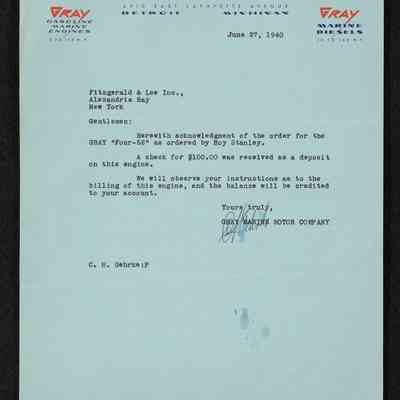 GRAY
GASOLINE
MARINE
ENGINES
EAST LAFAYETTE AVENUE
DETROIT MICHIGAN
GRAY
MARINE
DIESELS
June 27, 1940
Fitzgerald & Lee Inc.,
Alexandria Bay
New York
Gentlemen:
Herewith acknowledgment of the order for the
GRAY "Four-52" as ordered by Roy Stanley.
A check for $100.00 was received as a deposit
on this engine.
We will observe your instructions as to the
billing of this engine, and the balance will be credited
to your account.
Yours truly,
GRAY MARINE MOTOR COMPANY
C. H. Gehrke:P